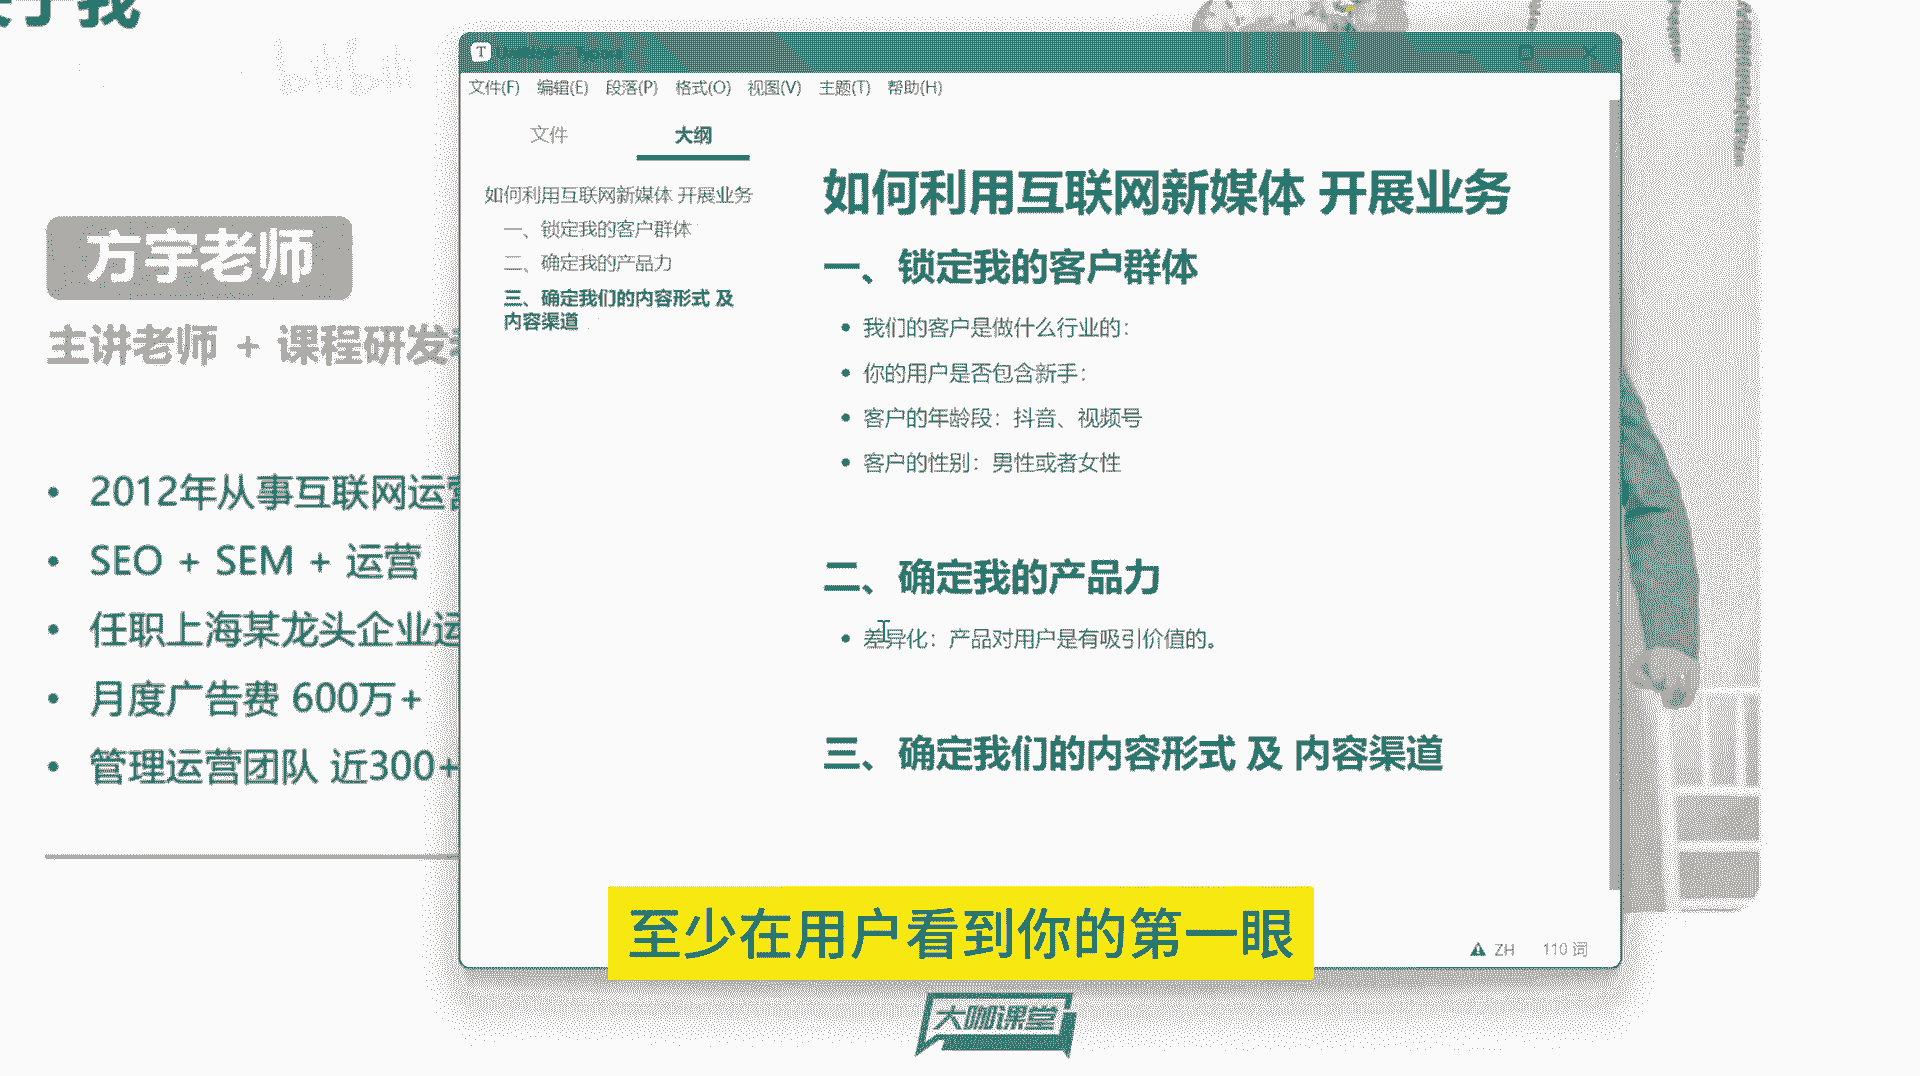 于我
bilibili
方宇老师
主讲老师 + 课程研发
• 2012年从事互联网运营
• SEO + SEM + 运营
• 任职上海某龙头企业运
• 月度广告费 600万+
• 管理运营团队 近300+
文件(F) 编辑(E) 段落(P) 格式(O) 视图(V) 主题(T) 帮助(H)
文件 大纲
如何利用互联网新媒体 开展业务
一、锁定我的客户群体
二、确定我的产品力
三、确定我们的内容形式 及
内容渠道
如何利用互联网新媒体 开展业务
一、锁定我的客户群体
• 我们的客户是做什么行业的:
• 你的用户是否包含新手:
• 客户的年龄段: 抖音、视频号
• 客户的性别: 男性或者女性
二、确定我的产品力
• 差异化: 产品对用户是有吸引价值的。
三、确定我们的内容形式 及 内容渠道
ZH 110 词
至少在用户看到你的第一眼
大咖课堂